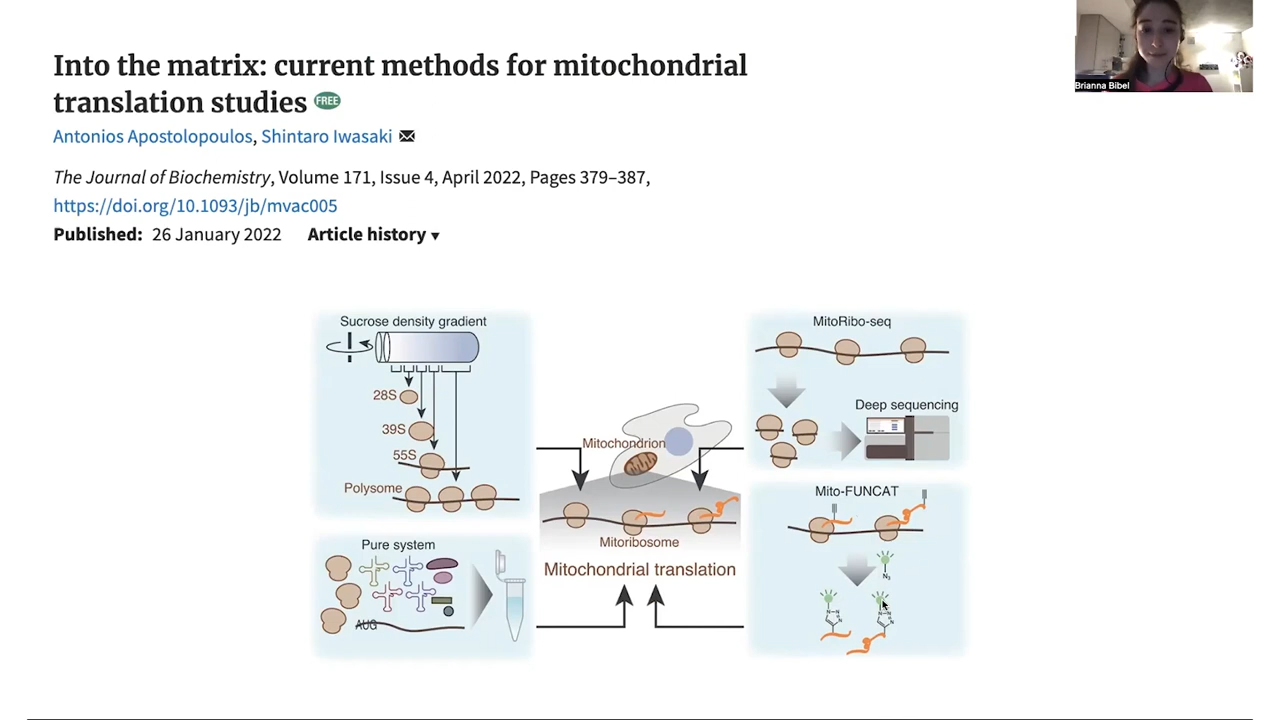 Into the matrix: current methods for mitochondrial
translation studies FREE
Antonios Apostolopoulos, Shintaro Iwasaki
The Journal of Biochemistry, Volume 171, Issue 4, April 2022, Pages 379–387,
https://doi.org/10.1093/jb/mvac005
Published: 26 January 2022 Article history ▾
Brianna Bibel
Sucrose density gradient
28S
39S
55S
Polysome
Pure system
AUG
Mitochondrion
Mitoribosome
Mitochondrial translation
MitoRibo-seq
Deep sequencing
Mito-FUNCAT
N3